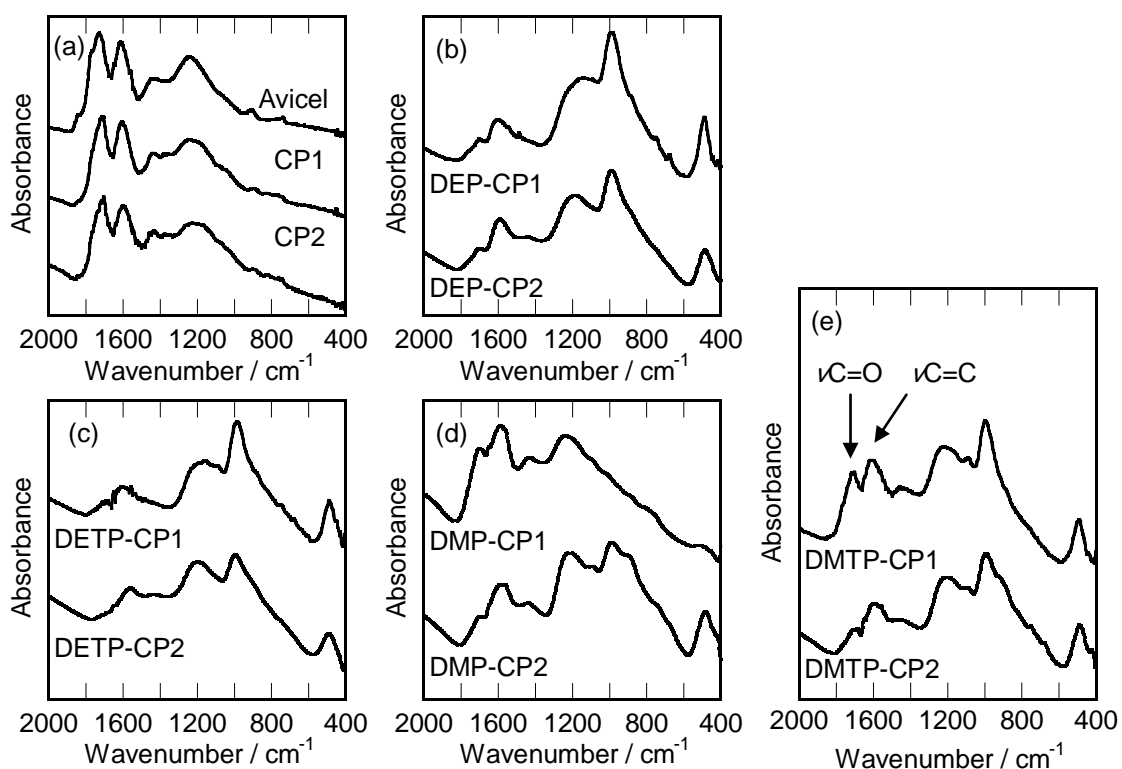 (a)
Avicel
CP1
CP2
Absorbance
2000 1600 1200 800 400
Wavenumber / cm-1
(b)
DEP-CP1
DEP-CP2
Absorbance
2000 1600 1200 800 400
Wavenumber / cm-1
(c)
DETP-CP1
DETP-CP2
Absorbance
2000 1600 1200 800 400
Wavenumber / cm-1
(d)
DMP-CP1
DMP-CP2
Absorbance
2000 1600 1200 800 400
Wavenumber / cm-1
(e)
νC=O νC=C
DMTP-CP1
DMTP-CP2
Absorbance
2000 1600 1200 800 400
Wavenumber / cm-1